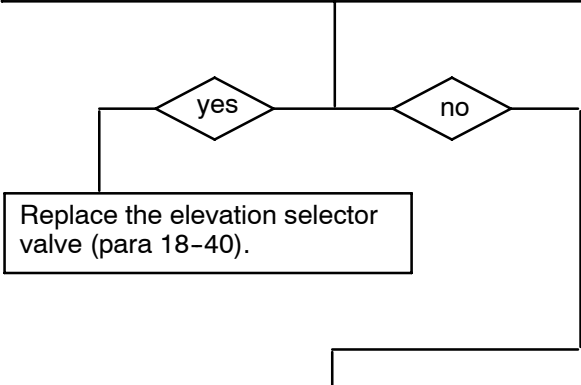 yes
no
Replace the elevation selector
valve (para 18-40).